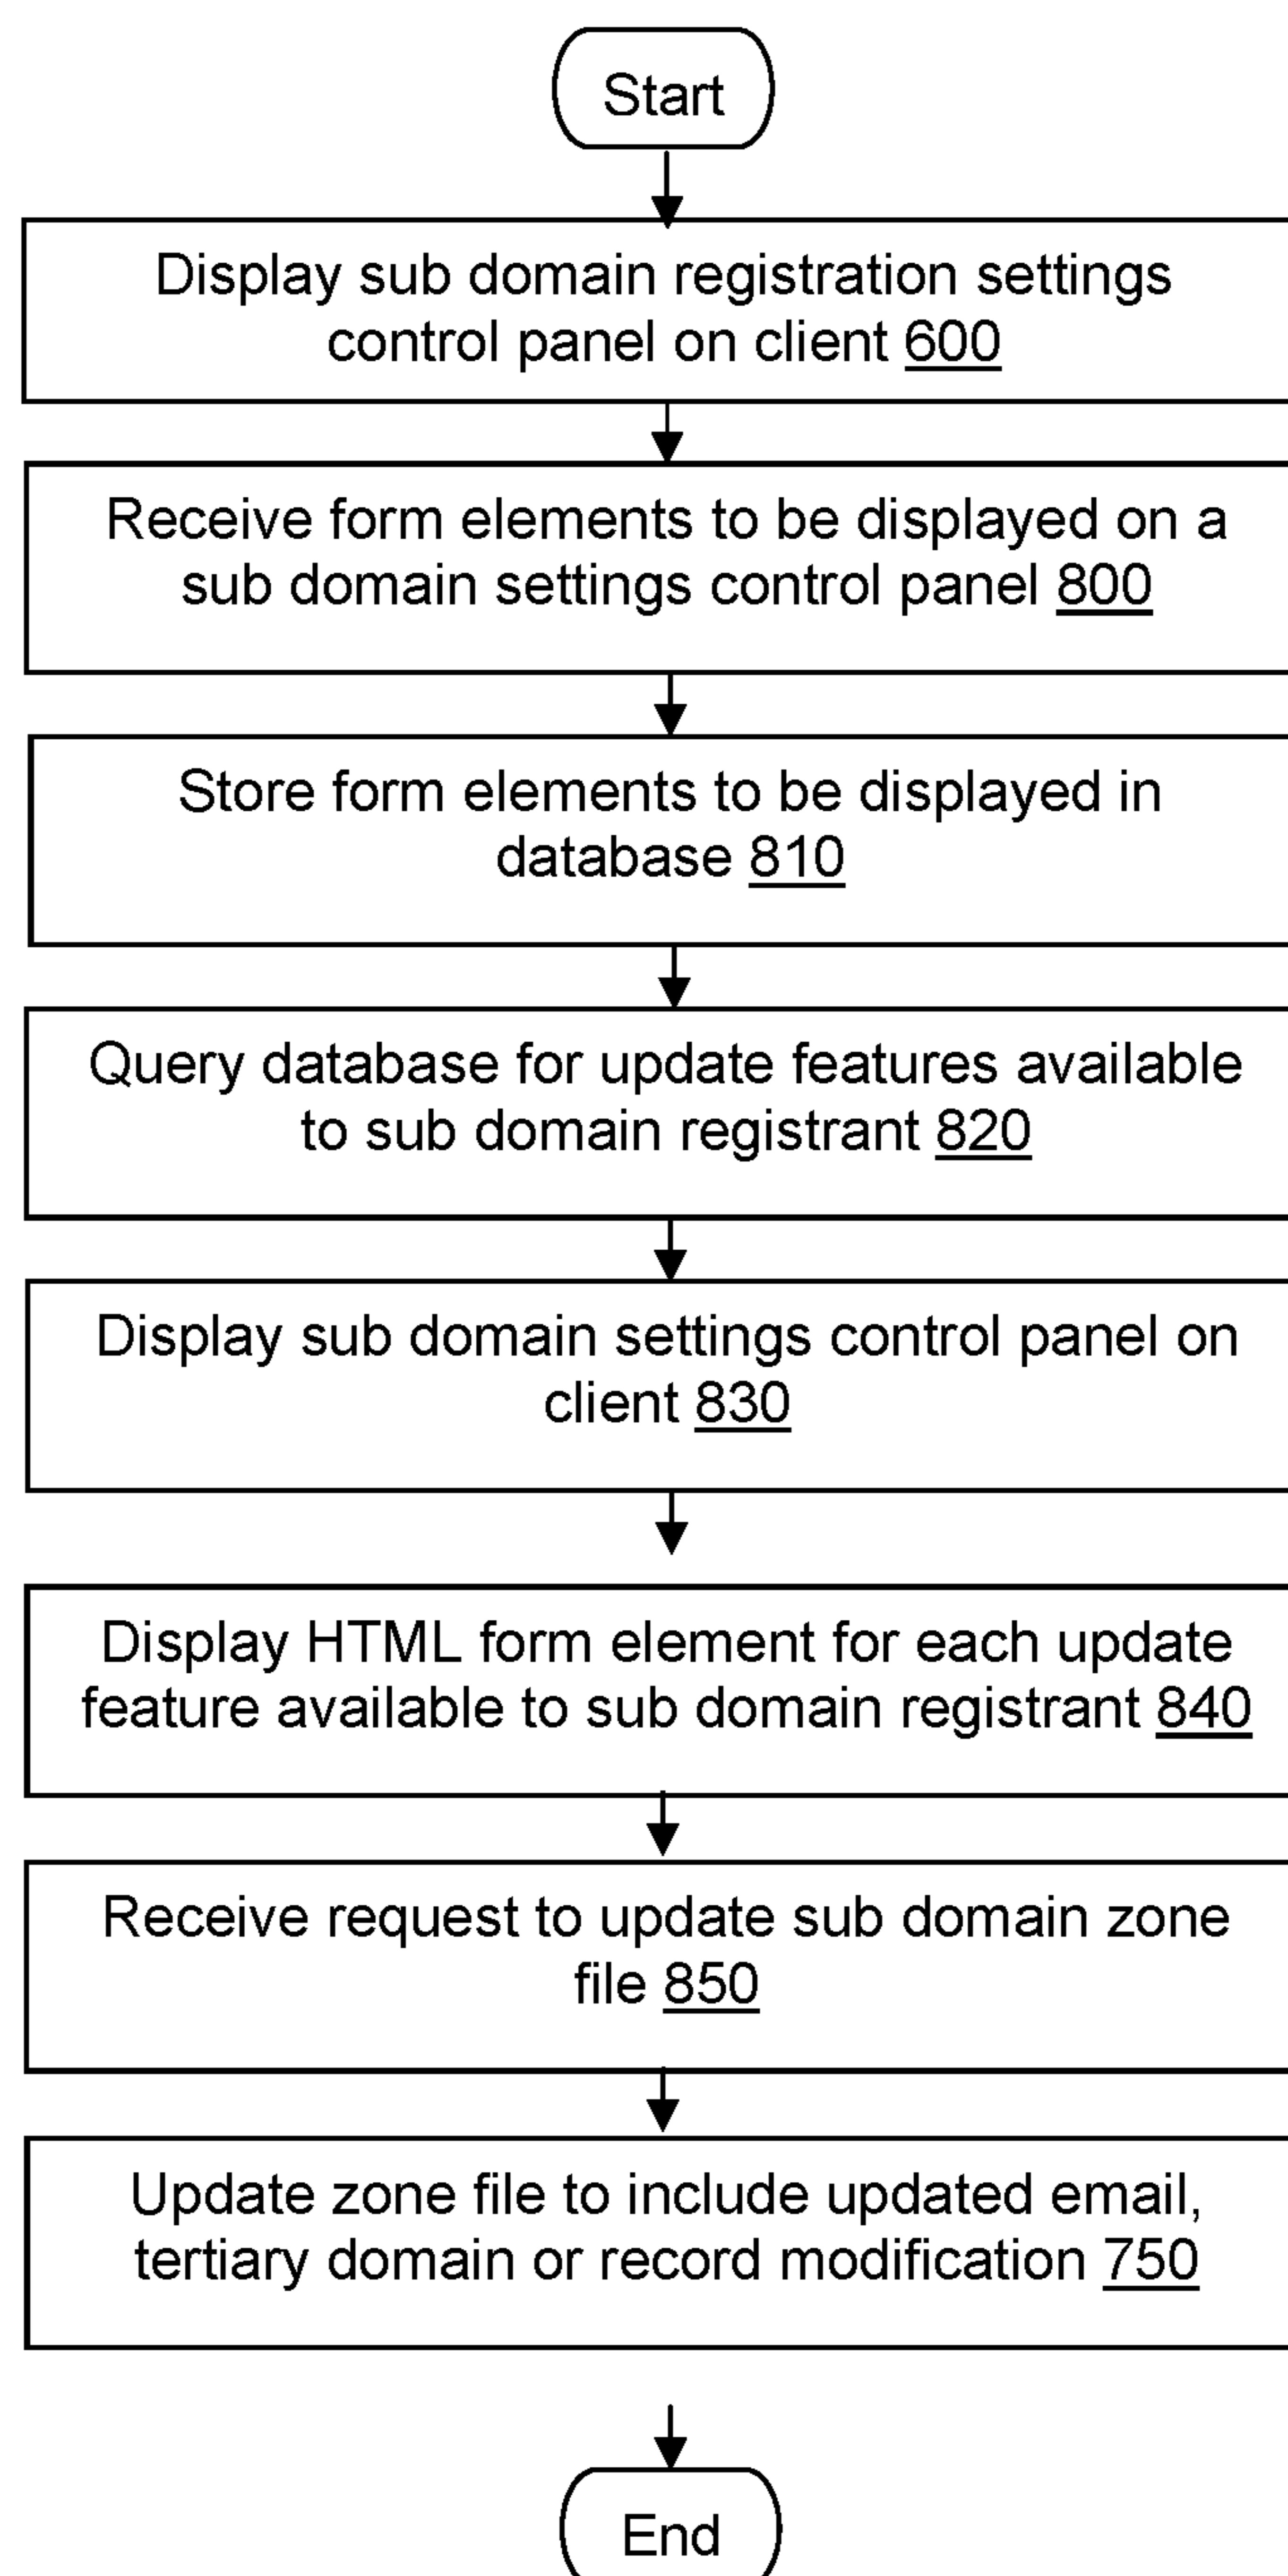 Start
Display sub domain registration settings
control panel on client 600
Receive form elements to be displayed on a
sub domain settings control panel 800
Store form elements to be displayed in
database 810
Query database for update features available
to sub domain registrant 820
Display sub domain settings control panel on
client 830
Display HTML form element for each update
feature available to sub domain registrant 840
Receive request to update sub domain zone
file 850
Update zone file to include updated email,
tertiary domain or record modification 750
End